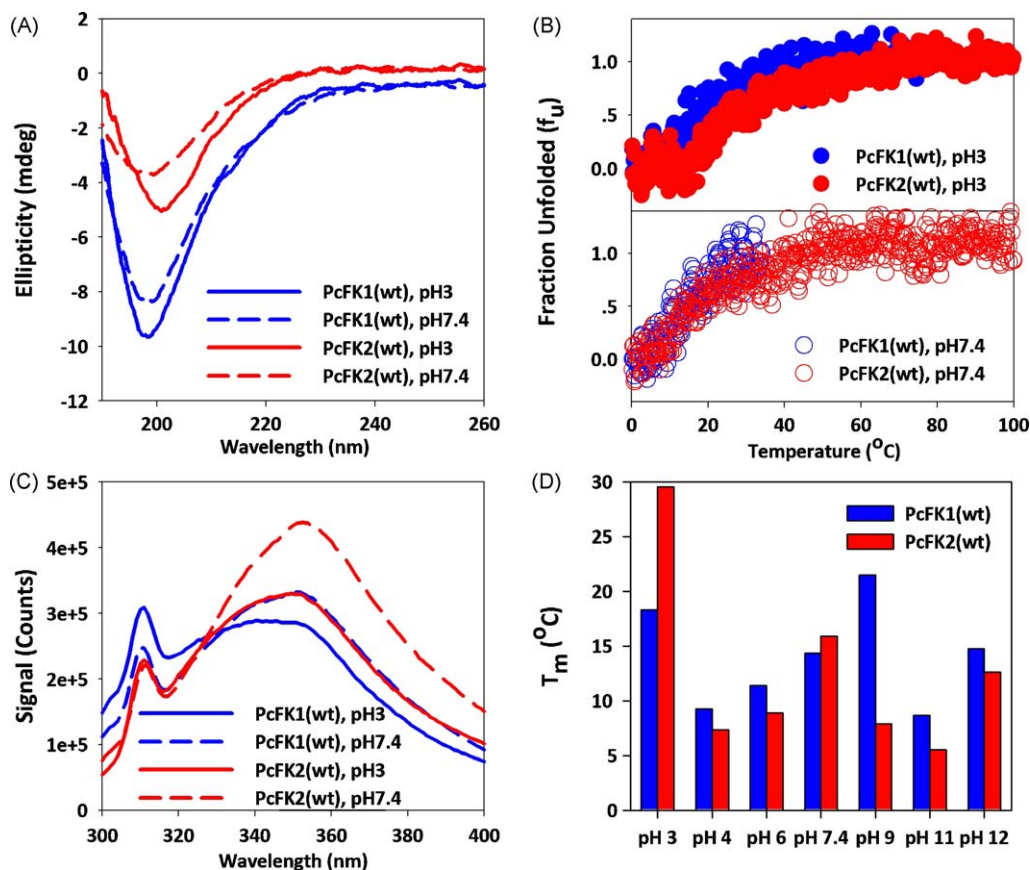 (A)
Ellipticity (mdeg)
2
0
-2
-4
-6
-8
-10
-12
200
220
240
260
Wavelength (nm)
PcFK1(wt), pH3
PcFK1(wt), pH7.4
PcFK2(wt), pH3
PcFK2(wt), pH7.4
(B)
Fraction Unfolded (fu)
1.0
.5
0.0
PcFK1(wt), pH3
PcFK2(wt), pH3
1.0
.5
0.0
PcFK1(wt), pH7.4
PcFK2(wt), pH7.4
0
20
40
60
80
100
Temperature (oC)
(C)
Signal (Counts)
5e+5
4e+5
3e+5
2e+5
1e+5
0
PcFK1(wt), pH3
PcFK1(wt), pH7.4
PcFK2(wt), pH3
PcFK2(wt), pH7.4
300
320
340
360
380
400
Wavelength (nm)
(D)
Tm (oC)
30
25
20
15
10
5
0
PcFK1(wt)
PcFK2(wt)
pH 3
pH 4
pH 6
pH 7.4
pH 9
pH 11
pH 12